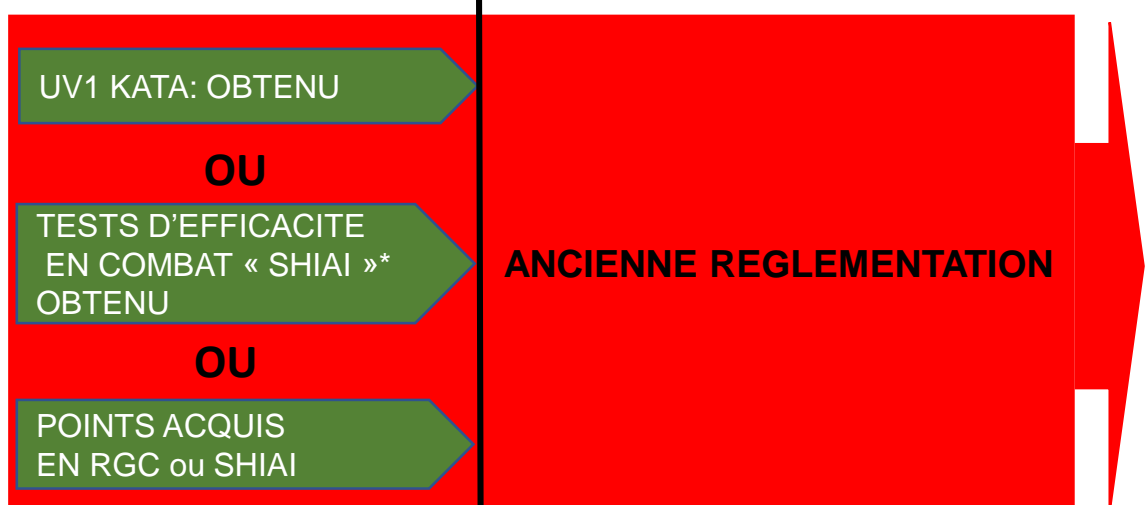 UV1 KATA: OBTENU
OU
TESTS D'EFFICACITE
EN COMBAT « SHIAI »*
OBTENU
OU
POINTS ACQUIS
EN RGC ou SHIAI
ANCIENNE REGLEMENTATION